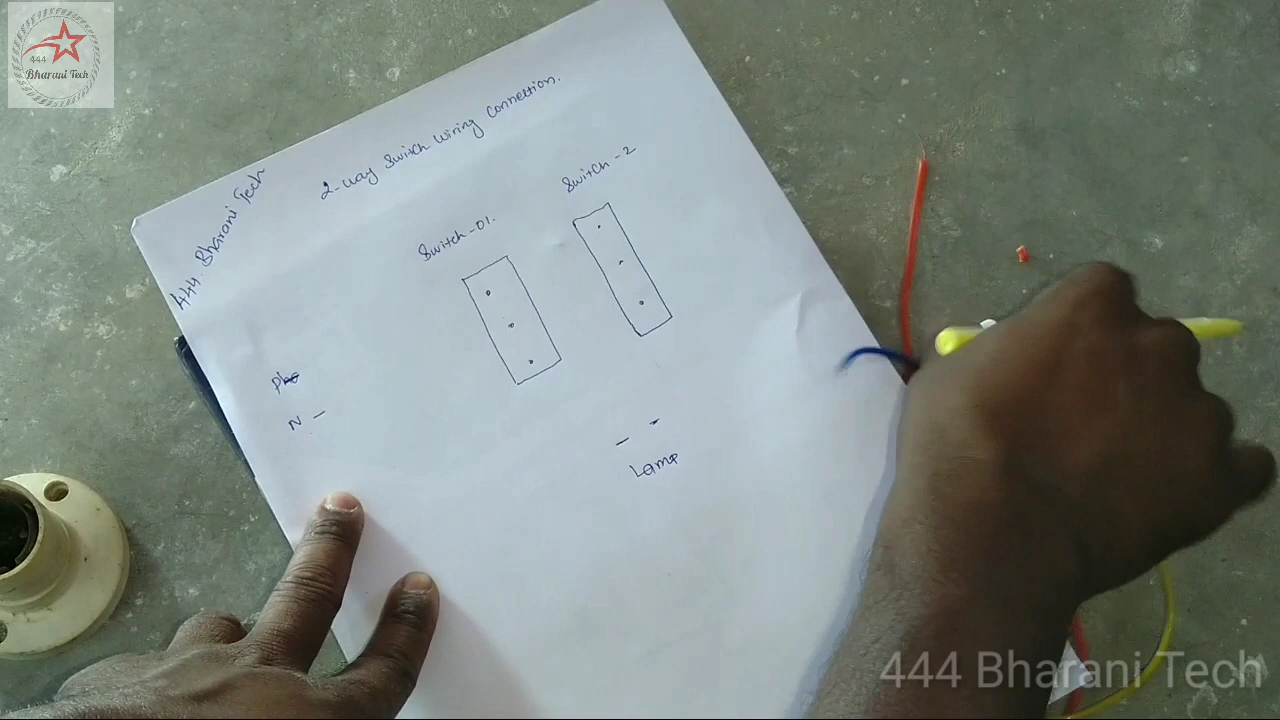 444
Bharani Tech
2-way Switch Wiring Connection.
444 Bharani Tech
Switch-01.
Switch-2
N -
Lamp
444 Bharani Tech